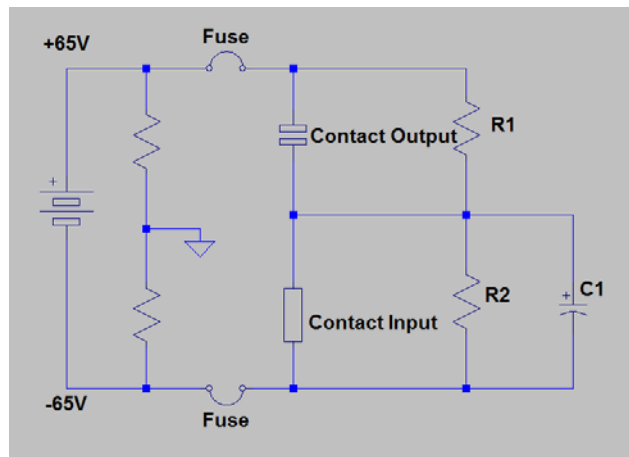 Fuse
+65V
Contact Output
R1
+
+
R2
C1
Contact Input
-65V
Fuse